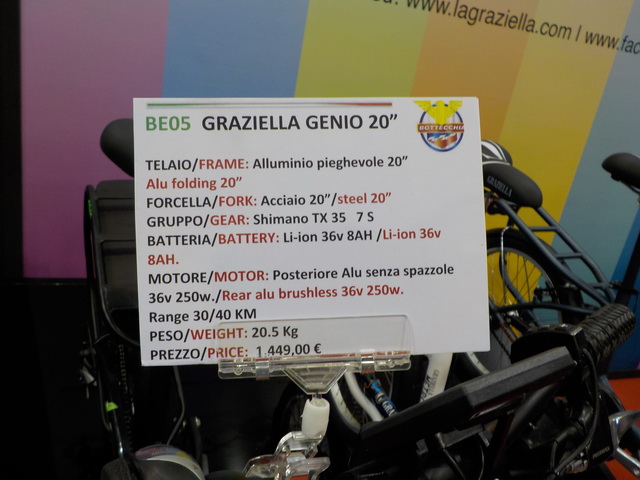 www.lagraziella.com | www.fac
BE05 GRAZIELLA GENIO 20”
BOTTECCHIA
TELAIO/FRAME: Alluminio pieghevole 20”
Alu folding 20”
FORCELLA/FORK: Acciaio 20”/steel 20”
GRUPPO/GEAR: Shimano TX 35 7 S
BATTERIA/BATTERY: Li-ion 36v 8AH /Li-ion 36v
8AH.
MOTORE/MOTOR: Posteriore Alu senza spazzole
36v 250w./Rear alu brushless 36v 250w.
Range 30/40 KM
PESO/WEIGHT: 20.5 Kg
PREZZO/PRICE: 1.449,00 €
GRAZIELLA